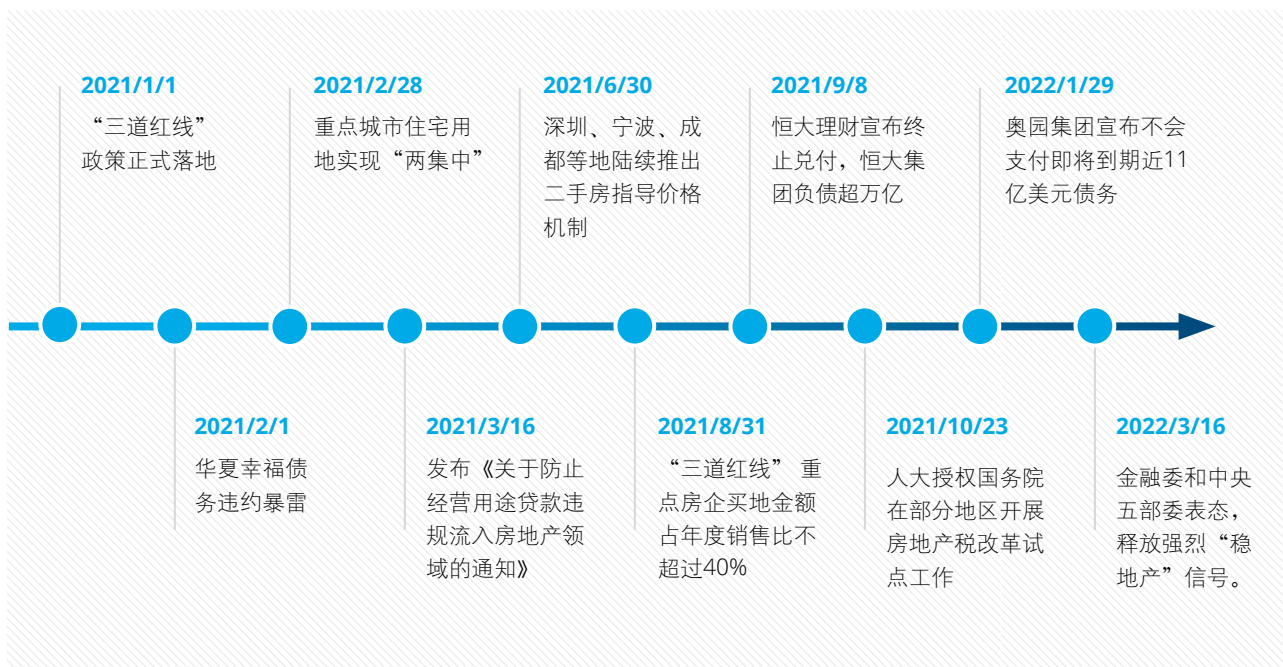 2021/1/1
“三道红线”
政策正式落地
2021/2/28
重点城市住宅用
地实现“两集中”
2021/6/30
深圳、宁波、成
都等地陆续推出
二手房指导价格
机制
2021/9/8
恒大理财宣布终
止兑付，恒大集
团负债超万亿
2022/1/29
奥园集团宣布不会
支付即将到期近11
亿美元债务
2021/2/1
华夏幸福债
务违约暴雷
2021/3/16
发布《关于防止
经营用途贷款违
规流入房地产领
域的通知》
2021/8/31
“三道红线” 重
点房企买地金额
占年度销售比不
超过40%
2021/10/23
人大授权国务院
在部分地区开展
房地产税改革试
点工作
2022/3/16
金融委和中央
五部委表态，
释放强烈“稳
地产”信号。